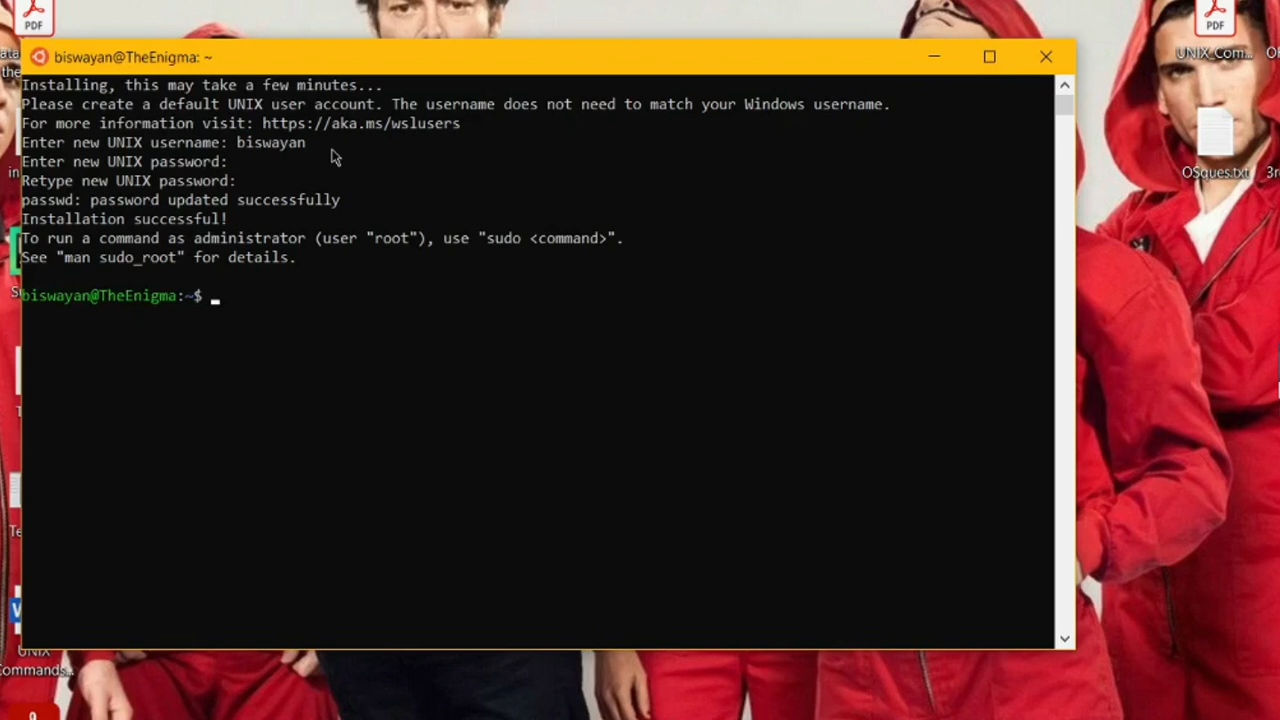 PDF
PDF
biswayan@TheEnigma: ~
UNIX_Com...
Installing, this may take a few minutes...
Please create a default UNIX user account. The username does not need to match your Windows username.
For more information visit: https://aka.ms/wslusers
Enter new UNIX username: biswayan
Enter new UNIX password:
Retype new UNIX password:
OSques.txt
passwd: password updated successfully
Installation successful!
To run a command as administrator (user "root"), use "sudo <command>".
See "man sudo_root" for details.
biswayan@TheEnigma:~$
UNIX
Commands...